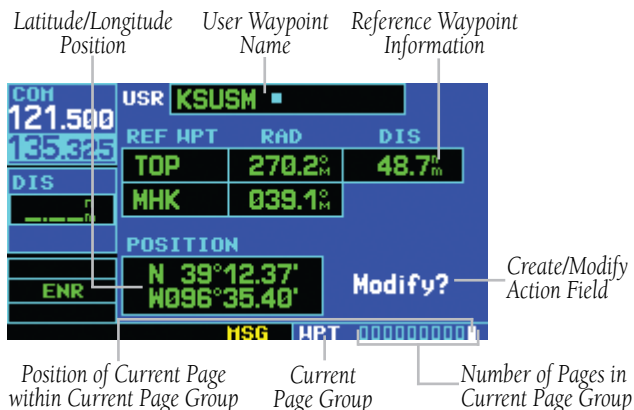 Latitude/Longitude Position
User Waypoint Name
Reference Waypoint Information
COM
121.500
135.325
USR KSUSM
REF WPT RAD DIS
TOP 270.2°M 48.7nm
MHK 039.1°M
DIS
__.__nm
POSITION
N 39°12.37'
W096°35.40'
Modify?
ENR
MSG WPT
Create/Modify Action Field
Position of Current Page within Current Page Group
Current Page Group
Number of Pages in Current Page Group